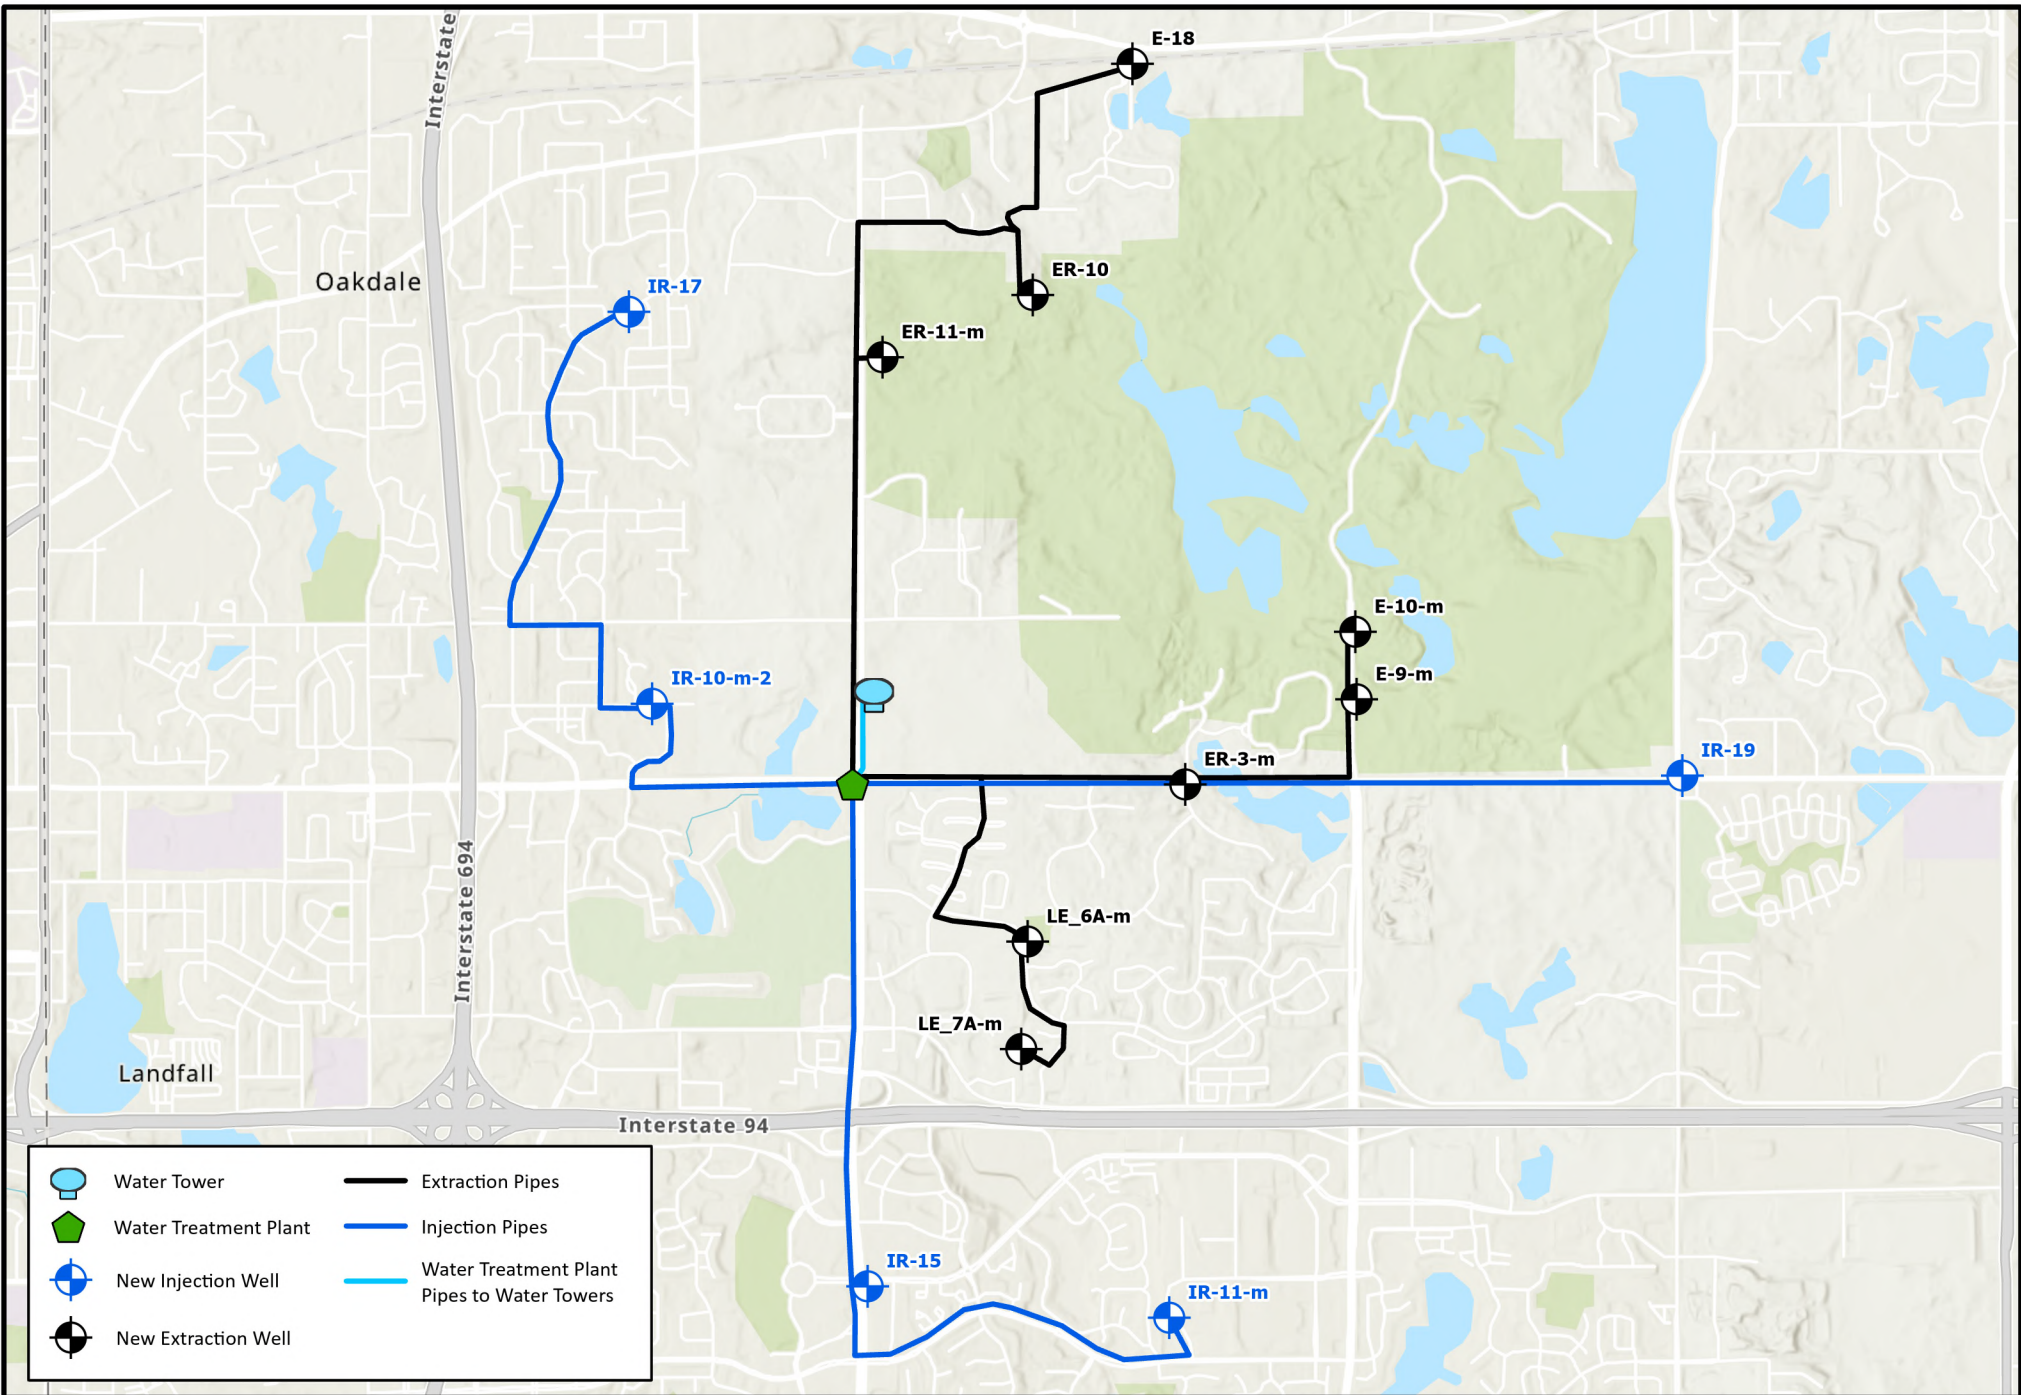 Interstate
E-18
Oakdale
IR-17
ER-10
ER-11-m
E-10-m
IR-10-m-2
E-9-m
IR-19
ER-3-m
Interstate 694
LE_6A-m
LE_7A-m
Landfall
Interstate 94
IR-15
IR-11-m
Water Tower
Extraction Pipes
Water Treatment Plant
Injection Pipes
New Injection Well
Water Treatment Plant
Pipes to Water Towers
New Extraction Well